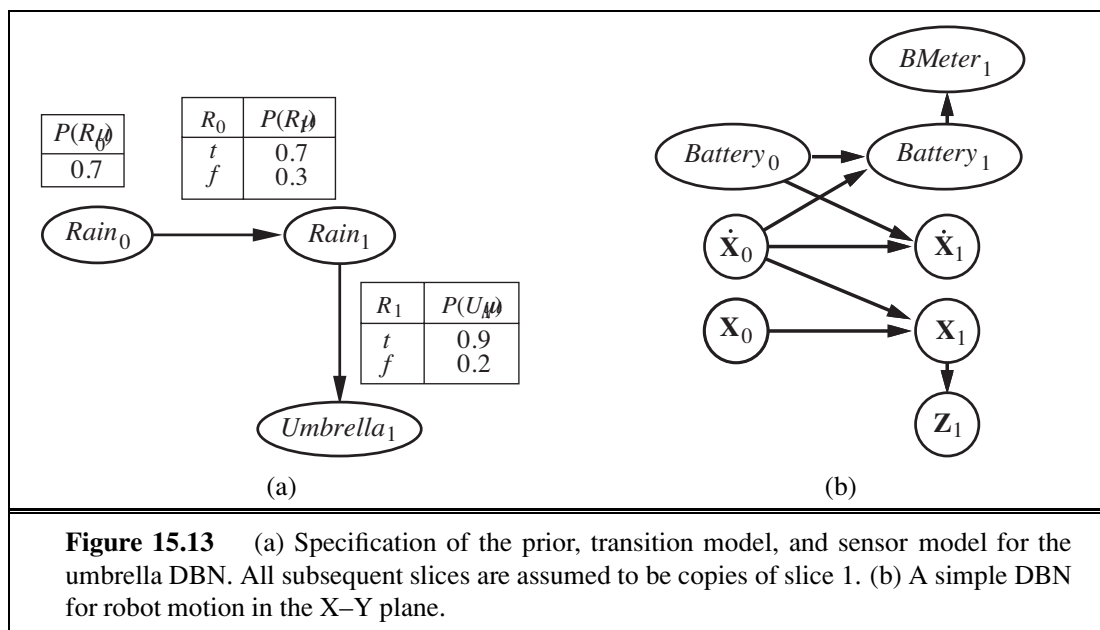 P(R0)
0.7
R0 P(R1)
t 0.7
f 0.3
Rain0
Rain1
R1 P(U1)
t 0.9
f 0.2
Umbrella1
(a)
BMeter1
Battery0
Battery1
Ẋ0
Ẋ1
X0
X1
Z1
(b)
Figure 15.13 (a) Specification of the prior, transition model, and sensor model for the
umbrella DBN. All subsequent slices are assumed to be copies of slice 1. (b) A simple DBN
for robot motion in the X–Y plane.